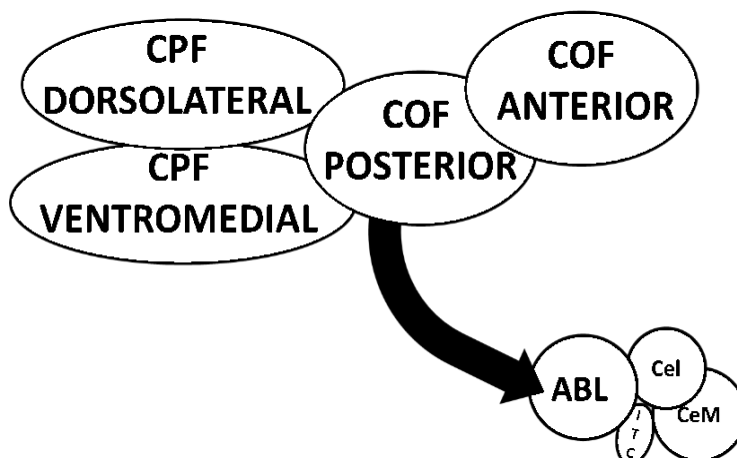 CPF
DORSOLATERAL
COF
ANTERIOR
COF
POSTERIOR
CPF
VENTROMEDIAL
ABL
Cel
CeM
I
T
C